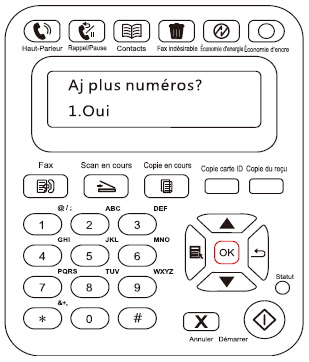 Haut-Parleur Rappel/Pause Contacts Fax indésirable Économie d'énergie Économie d'encre
Aj plus numéros?
1.Oui
Fax Scan en cours Copie en cours Copie carte ID Copie du reçu
@/; ABC DEF
1 2 3
GHI JKL MNO
4 5 6
OK
PQRS TUV WXYZ
7 8 9
Statut
&+,
* 0 #
X
Annuler Démarrer